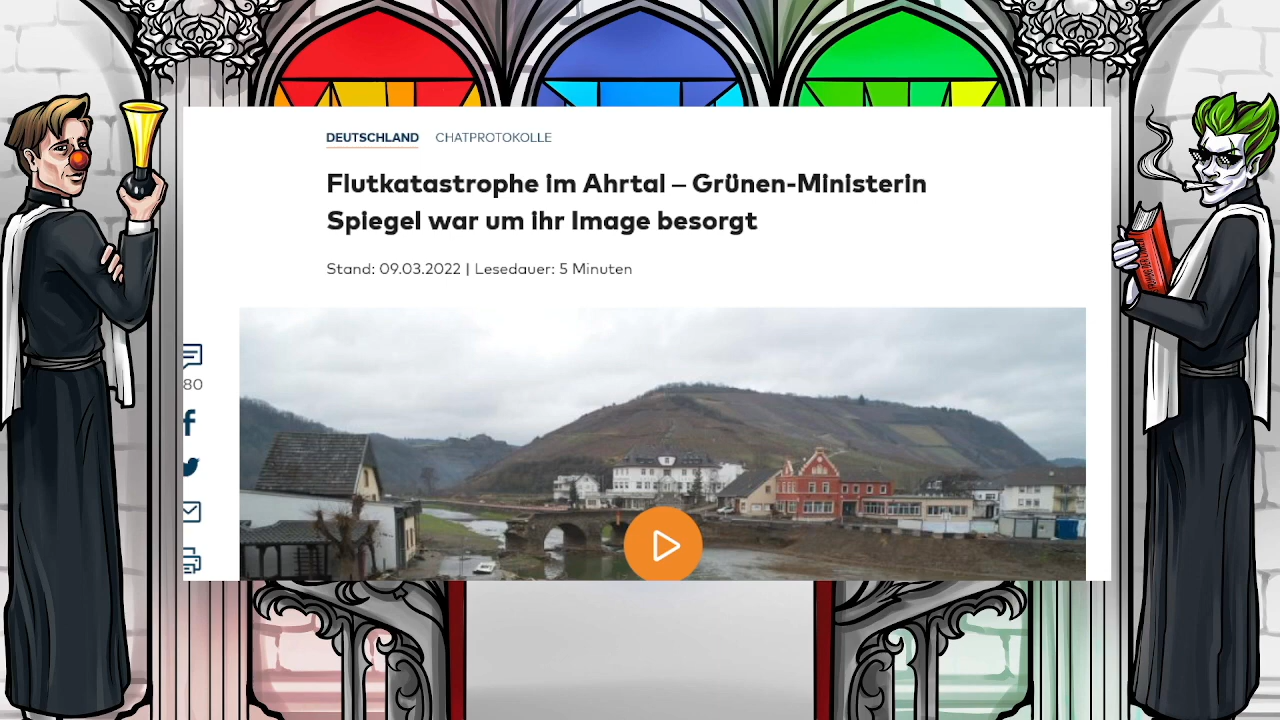 DEUTSCHLAND CHATPROTOKOLLE
Flutkatastrophe im Ahrtal – Grünen-Ministerin
Spiegel war um ihr Image besorgt
Stand: 09.03.2022 | Lesedauer: 5 Minuten
80